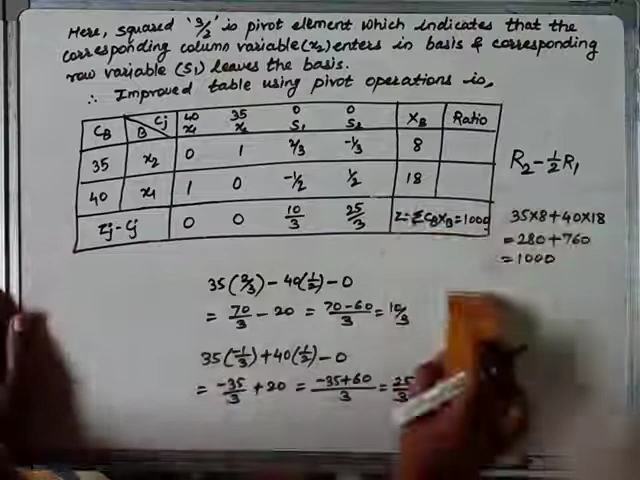 Here, squared '3/2' is pivot element which indicates that the
corresponding column variable (x2) enters in basis & corresponding
row variable (S1) leaves the basis.
∴ Improved table using pivot operations is,
CB B Cj 40 x1 35 x2 0 S1 0 S2 XB Ratio
35 x2 0 1 2/3 -1/3 8
40 x1 1 0 -1/2 1/2 18
zj - Cj 0 0 10/3 25/3 Z=ΣCBXB=1000
R2 - 1/2 R1
35×8+40×18
=280+760
=1000
35(2/3) - 40(1/2) - 0
= 70/3 - 20 = 70-60/3 = 10/3
35(-1/3) + 40(1/2) - 0
= -35/3 + 20 = -35+60/3 = 25/3